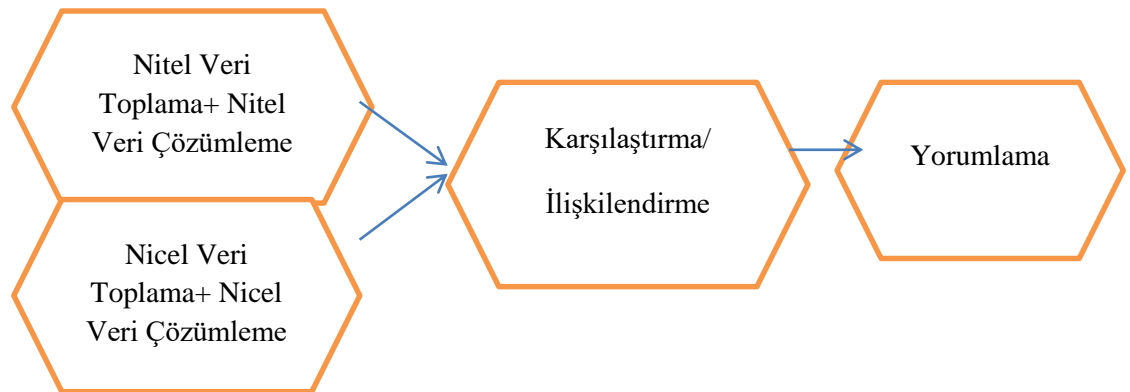 Nitel Veri
Toplama+ Nitel
Veri Çözümleme
Nicel Veri
Toplama+ Nicel
Veri Çözümleme
Karşılaştırma/
İlişkilendirme
Yorumlama